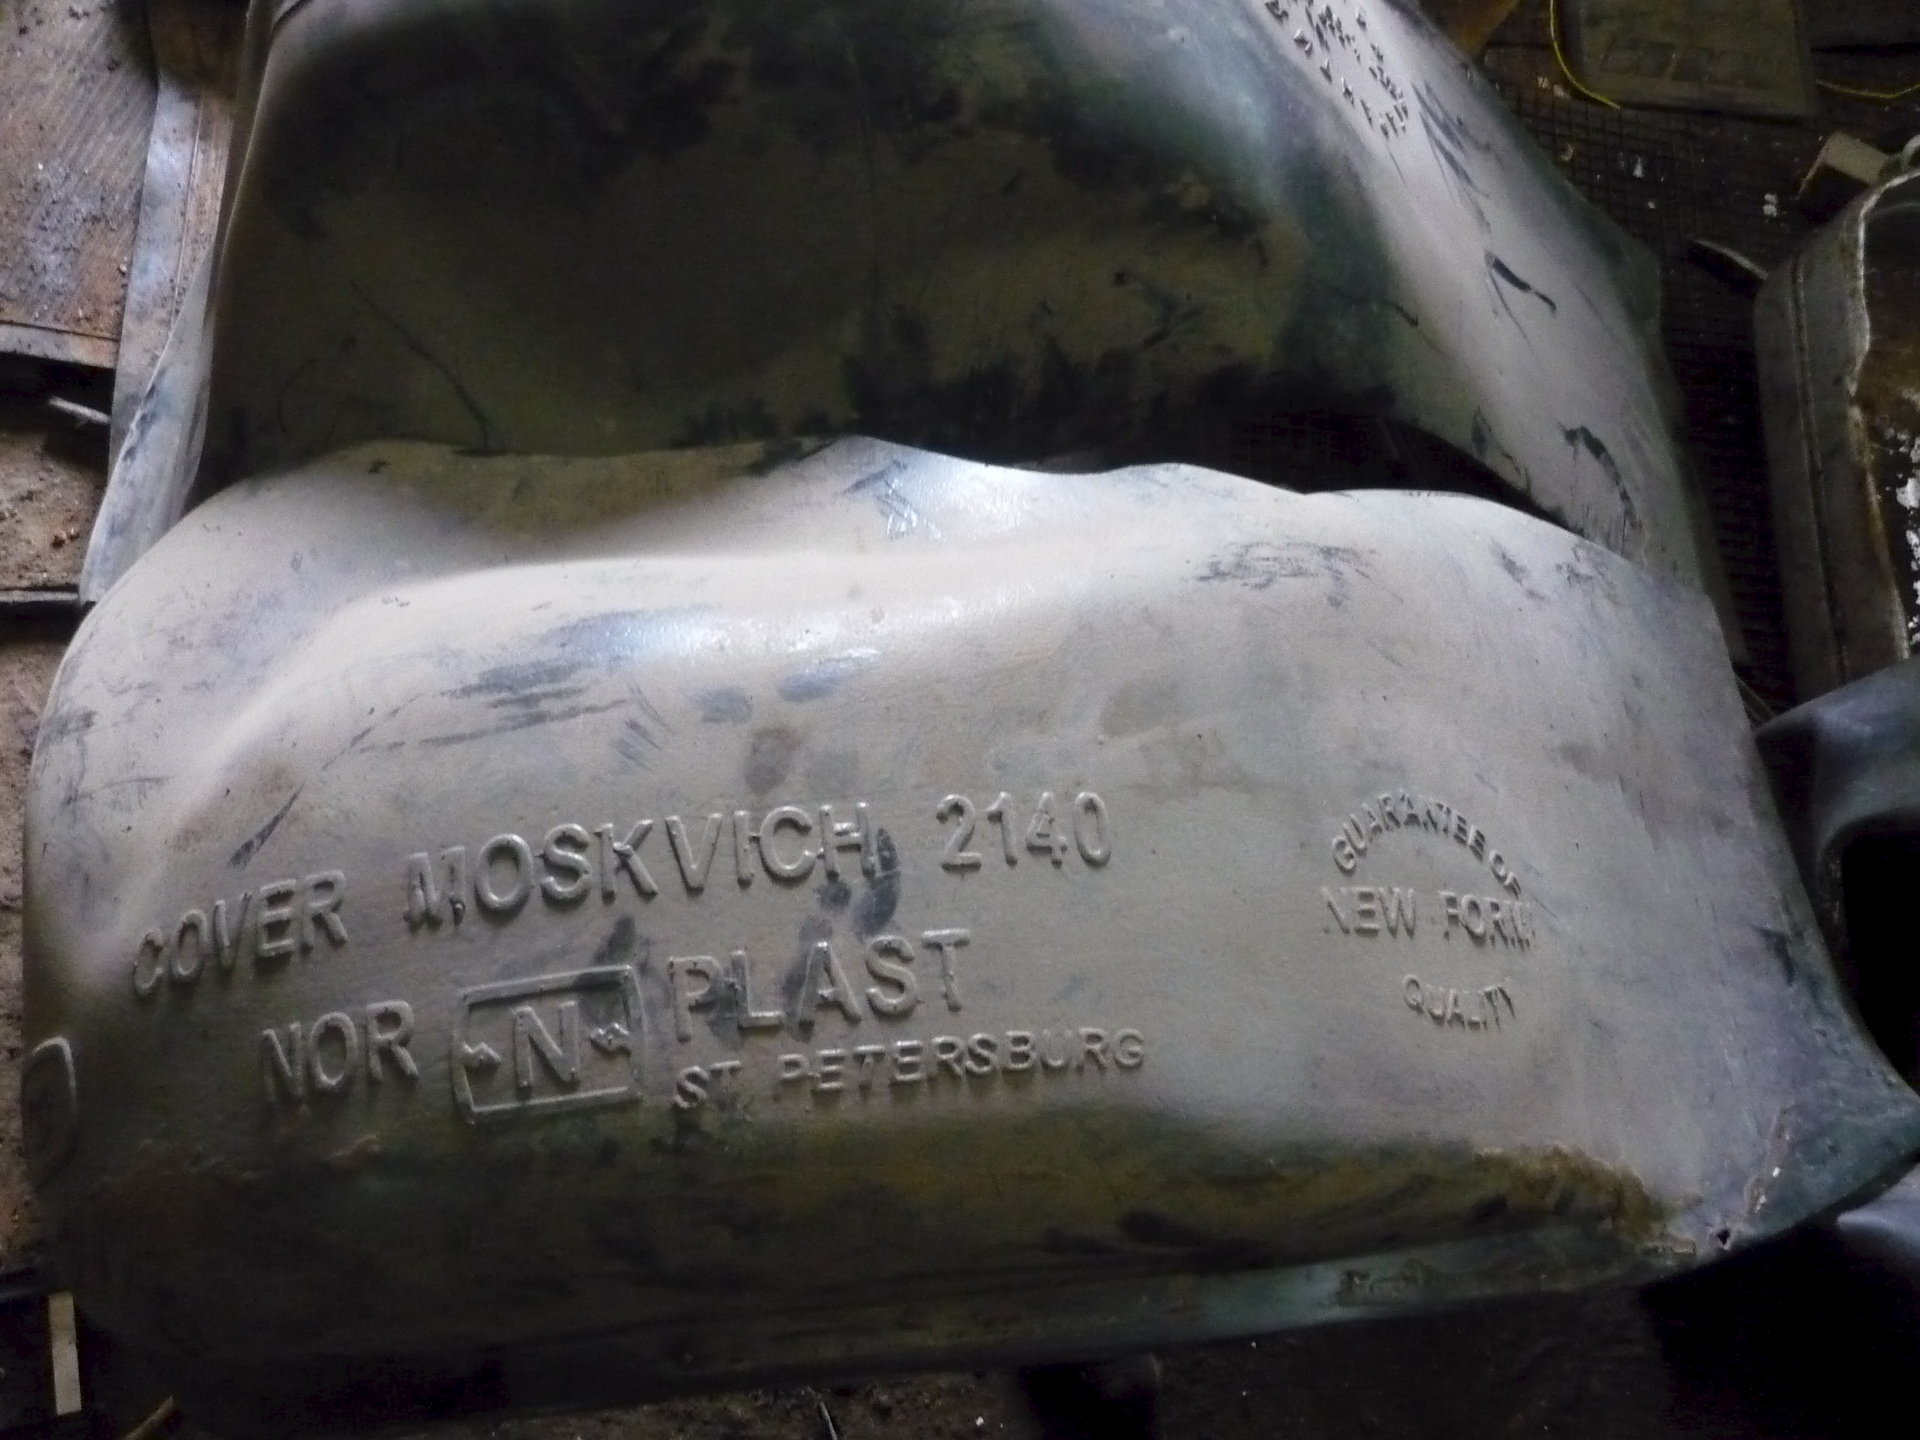 COVER MOSKVICH 2140
NOR N PLAST
ST PETERSBURG
GUARANTEE OF
NEW FORM
QUALITY